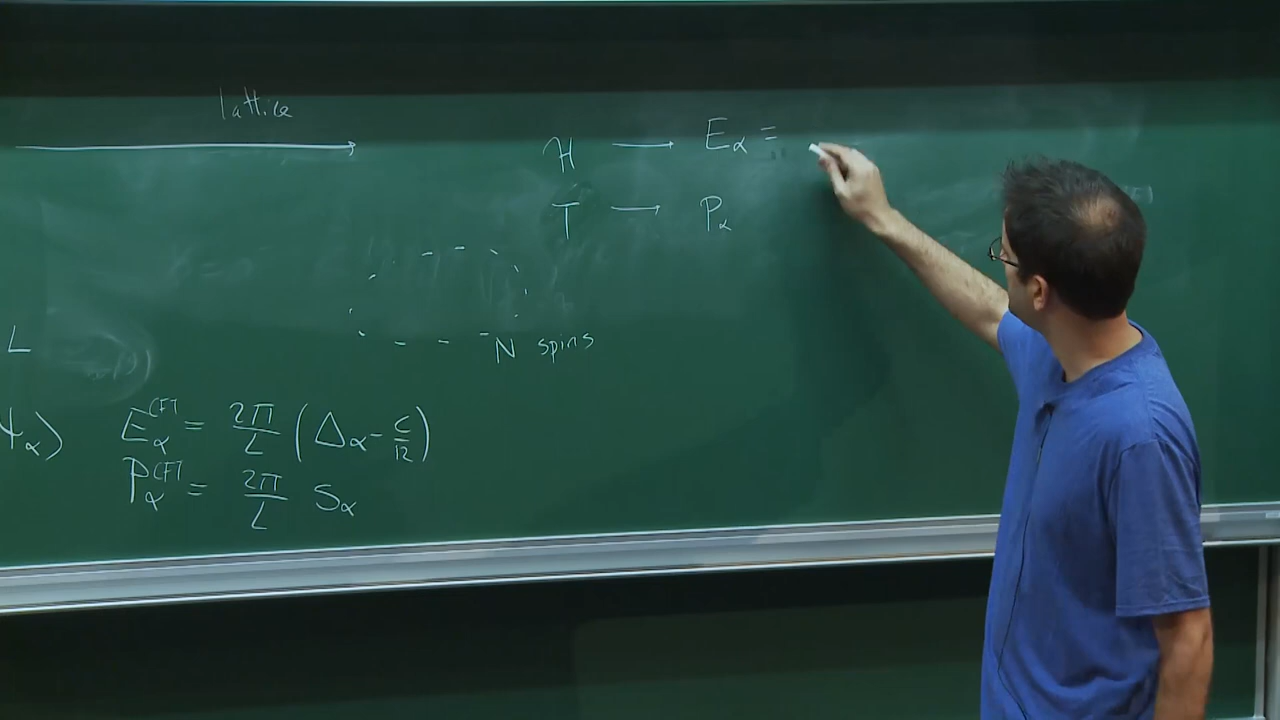 lattice
H → E_α =
T → P_α
N spins
L
ψ_α⟩ E_α^CFT = 2π/L (Δ_α - c/12)
P_α^CFT = 2π/L S_α